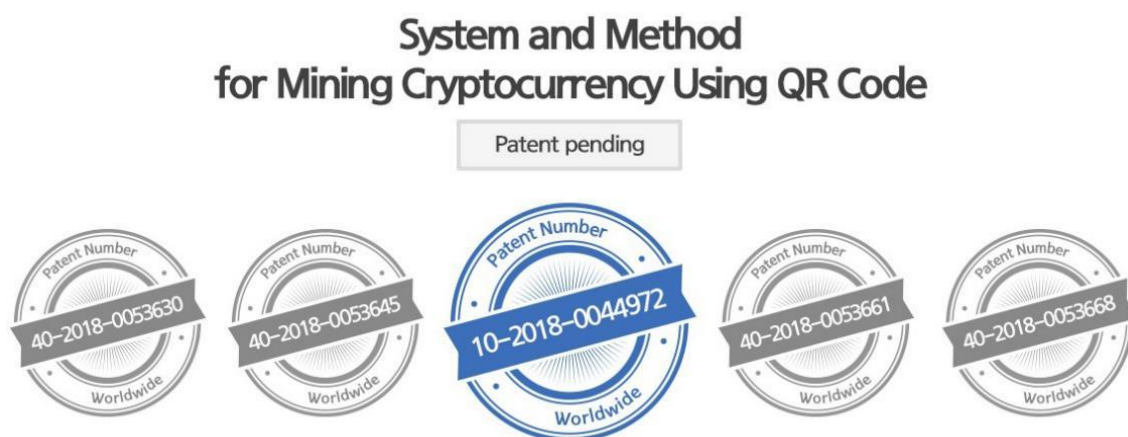 System and Method
for Mining Cryptocurrency Using QR Code
Patent pending
Patent Number
40-2018-0053630
Worldwide
Patent Number
40-2018-0053645
Worldwide
Patent Number
10-2018-0044972
Worldwide
Patent Number
40-2018-0053661
Worldwide
Patent Number
40-2018-0053668
Worldwide